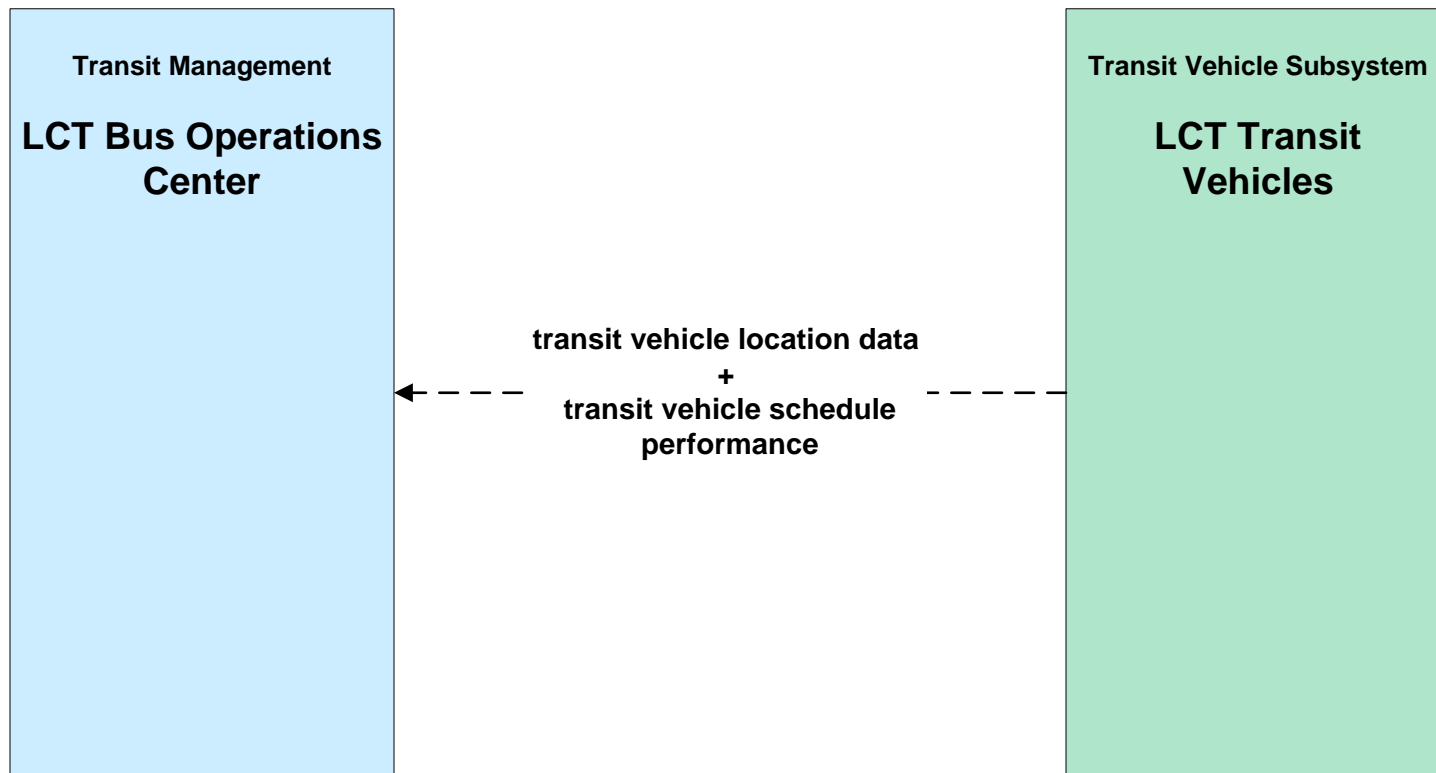 Transit Management
LCT Bus Operations
Center
Transit Vehicle Subsystem
LCT Transit
Vehicles
transit vehicle location data
+
transit vehicle schedule
performance